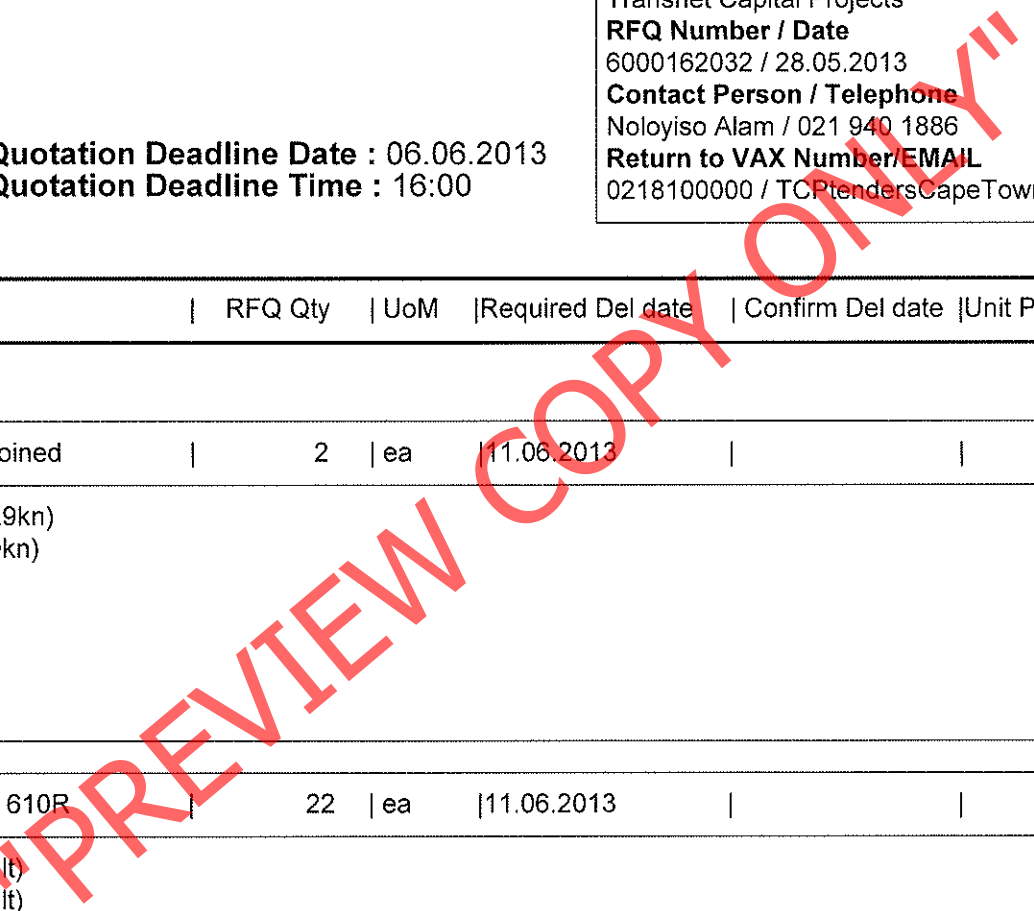 Transnet Capital Projects
RFQ Number / Date
6000162032 / 28.05.2013
Contact Person / Telephone
Noloyiso Alam / 021 940 1886
Return to VAX Number/EMAIL
0218100000 / TCPtendersCapeTown
Quotation Deadline Date : 06.06.2013
Quotation Deadline Time : 16:00
| RFQ Qty | UoM |Required Del date | Confirm Del date |Unit P
oined | 2 | ea |11.06.2013 | |
.9kn)
kn)
610R | 22 | ea |11.06.2013 | |
lt)
lt)
"PREVIEW COPY ONLY"